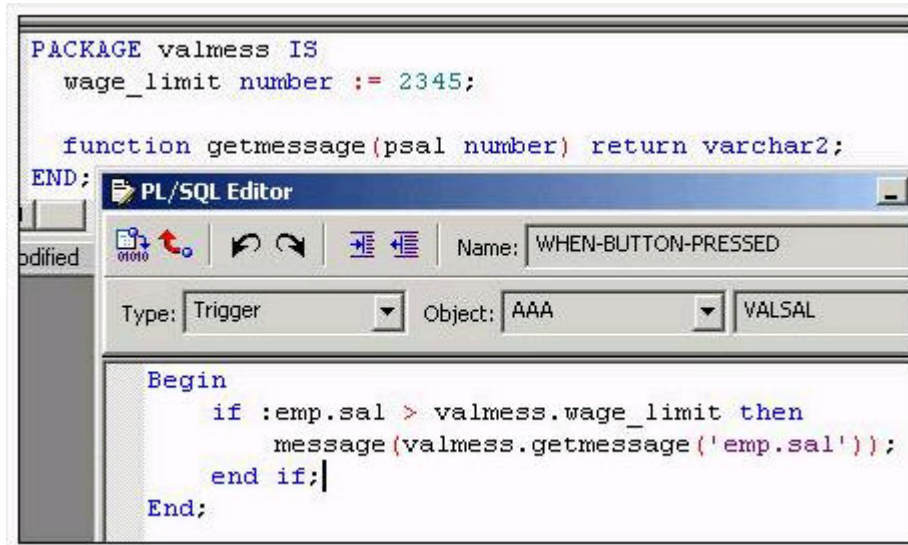 PACKAGE valmess IS
wage_limit number := 2345;
function getmessage(psal number) return varchar2;
END;
PL/SQL Editor
Name: WHEN-BUTTON-PRESSED
Type: Trigger Object: AAA VALSAL
Begin
if :emp.sal > valmess.wage_limit then
message(valmess.getmessage('emp.sal'));
end if;
End;